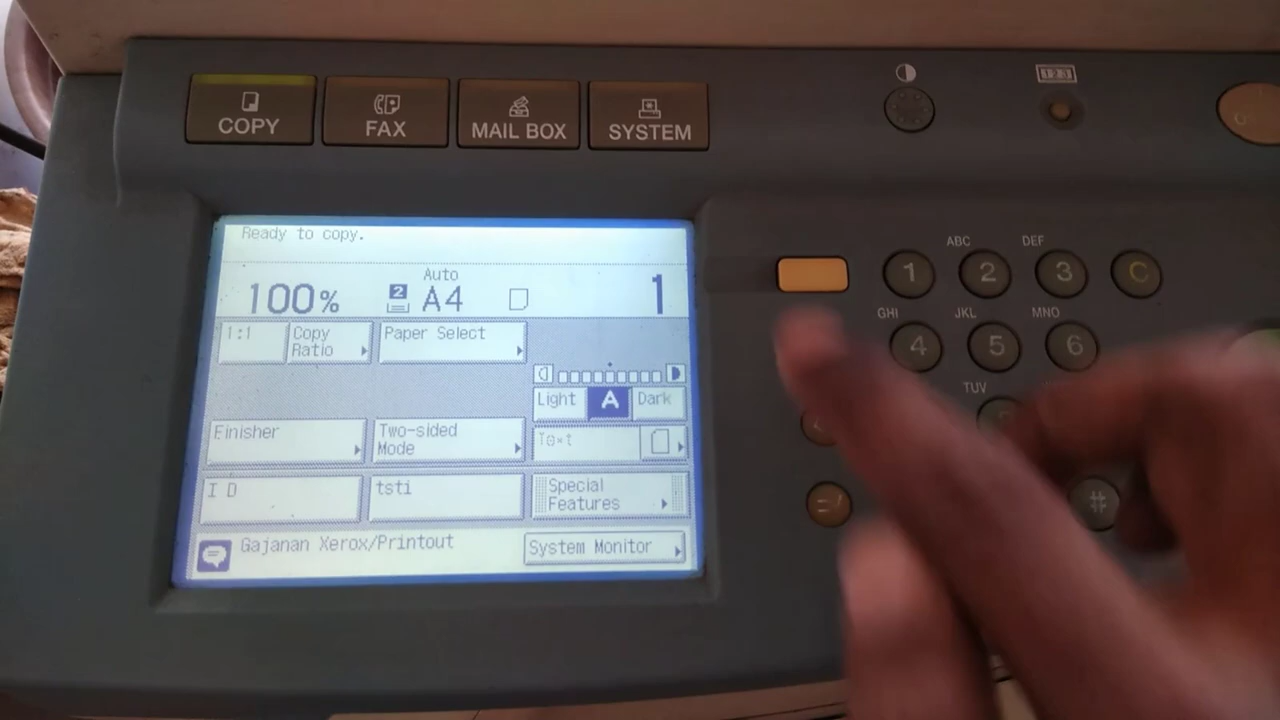 COPY
FAX
MAIL BOX
SYSTEM
123
Ready to copy.
Auto
100%
2
A4
1
1:1
Copy
Ratio
Paper Select
Light
A
Dark
Finisher
Two-sided
Mode
Text
I D
tsti
Special
Features
Gajanan Xerox/Printout
System Monitor
ABC
DEF
1
2
3
C
GHI
JKL
MNO
4
5
6
TUV
#